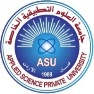 جامعة العلوم التطبيقية الخاصة
ASU
1989
APPLIED SCIENCE PRIVATE UNIVERSITY